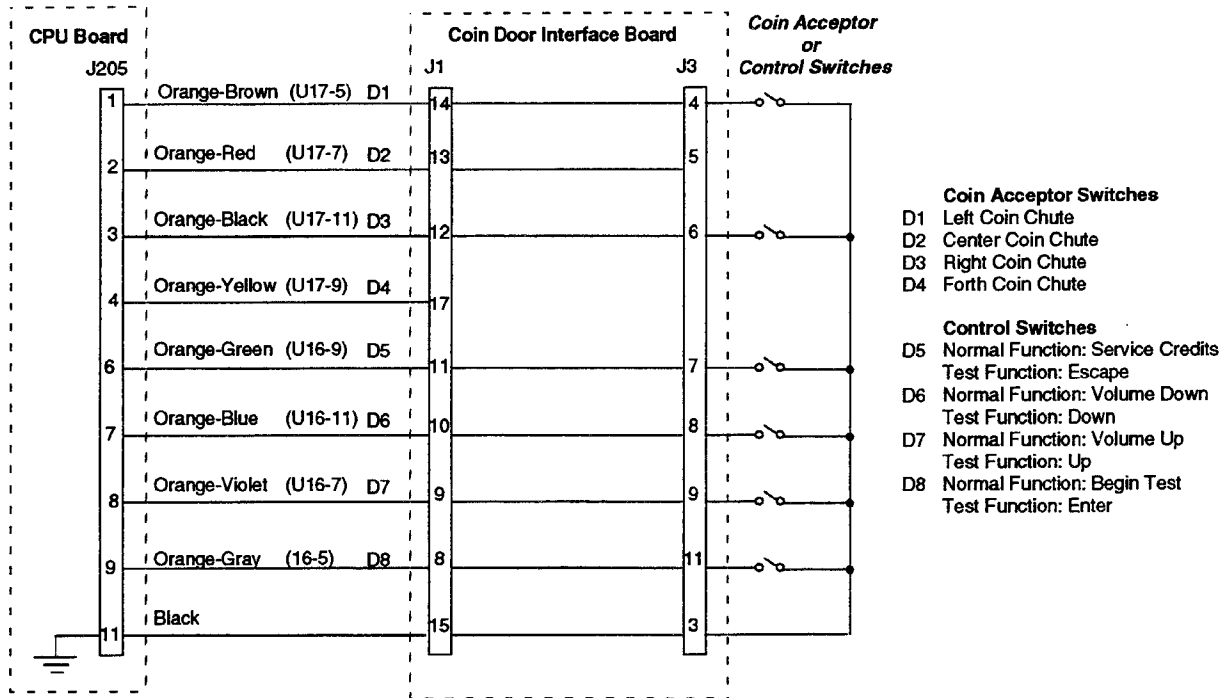 CPU Board
Coin Door Interface Board
Coin Acceptor
or
Control Switches
J205
J1
J3
1 Orange-Brown (U17-5) D1 14 4
2 Orange-Red (U17-7) D2 13 5
3 Orange-Black (U17-11) D3 12 6
4 Orange-Yellow (U17-9) D4 17
6 Orange-Green (U16-9) D5 11 7
7 Orange-Blue (U16-11) D6 10 8
8 Orange-Violet (U16-7) D7 9 9
9 Orange-Gray (16-5) D8 8 11
11 Black 15 3
Coin Acceptor Switches
D1 Left Coin Chute
D2 Center Coin Chute
D3 Right Coin Chute
D4 Forth Coin Chute
Control Switches
D5 Normal Function: Service Credits
Test Function: Escape
D6 Normal Function: Volume Down
Test Function: Down
D7 Normal Function: Volume Up
Test Function: Up
D8 Normal Function: Begin Test
Test Function: Enter